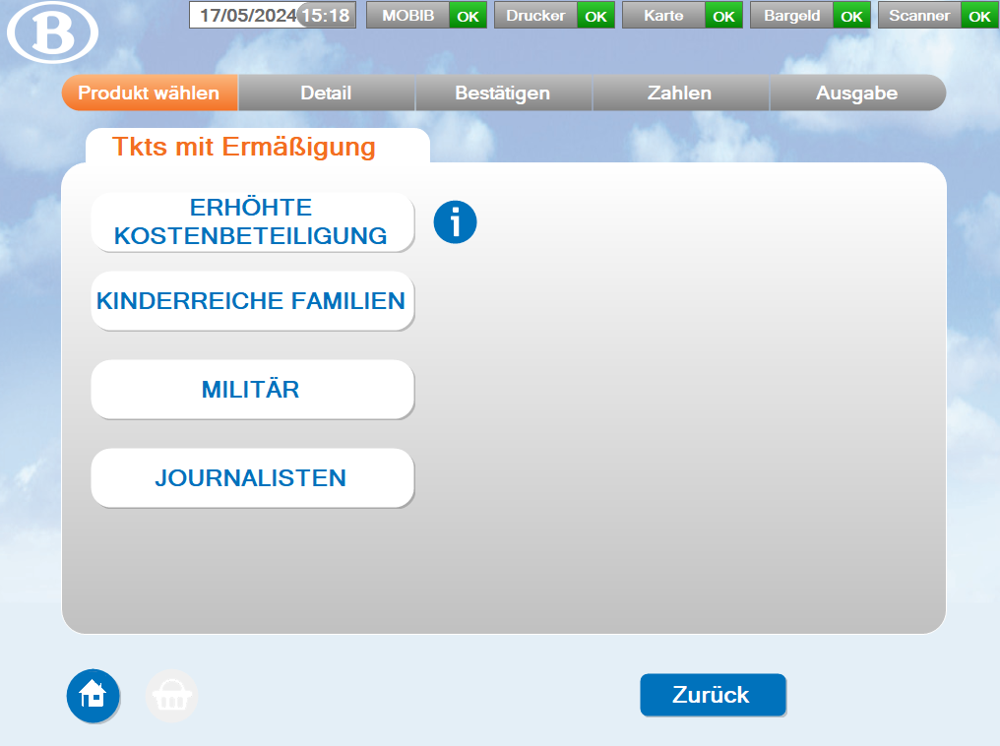 B
17/05/2024 15:18 MOBIB OK Drucker OK Karte OK Bargeld OK Scanner OK
Produkt wählen Detail Bestätigen Zahlen Ausgabe
Tkts mit Ermäßigung
ERHÖHTE
KOSTENBETEILIGUNG
i
KINDERREICHE FAMILIEN
MILITÄR
JOURNALISTEN
Zurück